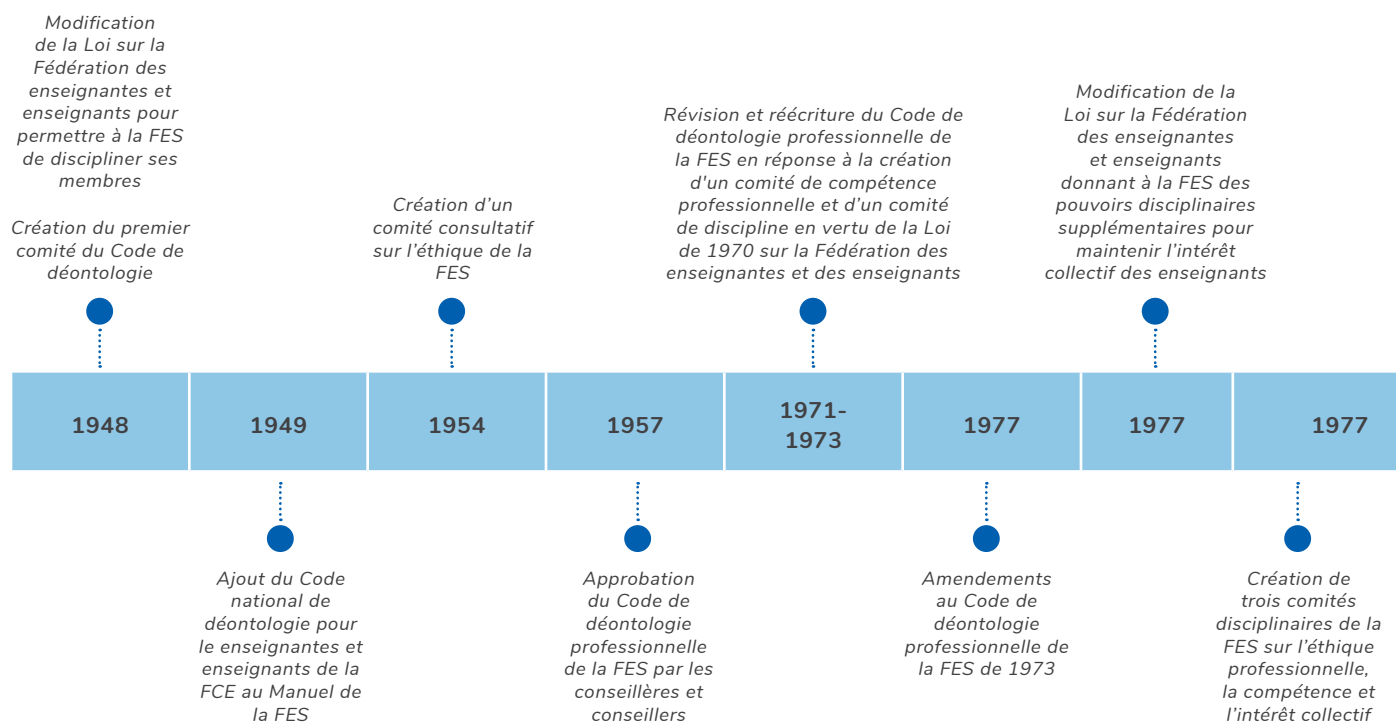 Modification
de la Loi sur la
Fédération des
enseignantes et
enseignants pour
permettre à la FES
de discipliner ses
membres
Création du premier
comité du Code de
déontologie
Création d’un
comité consultatif
sur l’éthique de la
FES
Révision et réécriture du Code de
déontologie professionnelle de
la FES en réponse à la création
d'un comité de compétence
professionnelle et d’un comité
de discipline en vertu de la Loi
de 1970 sur la Fédération des
enseignantes et des enseignants
Modification de la
Loi sur la Fédération
des enseignantes
et enseignants
donnant à la FES des
pouvoirs disciplinaires
supplémentaires pour
maintenir l’intérêt
collectif des enseignants
1948
1949
1954
1957
1971-
1973
1977
1977
1977
Ajout du Code
national de
déontologie pour
le enseignantes et
enseignants de la
FCE au Manuel de
la FES
Approbation
du Code de
déontologie
professionnelle
de la FES par les
conseillères et
conseillers
Amendements
au Code de
déontologie
professionnelle de
la FES de 1973
Création de
trois comités
disciplinaires de la
FES sur l’éthique
professionnelle,
la compétence et
l’intérêt collectif